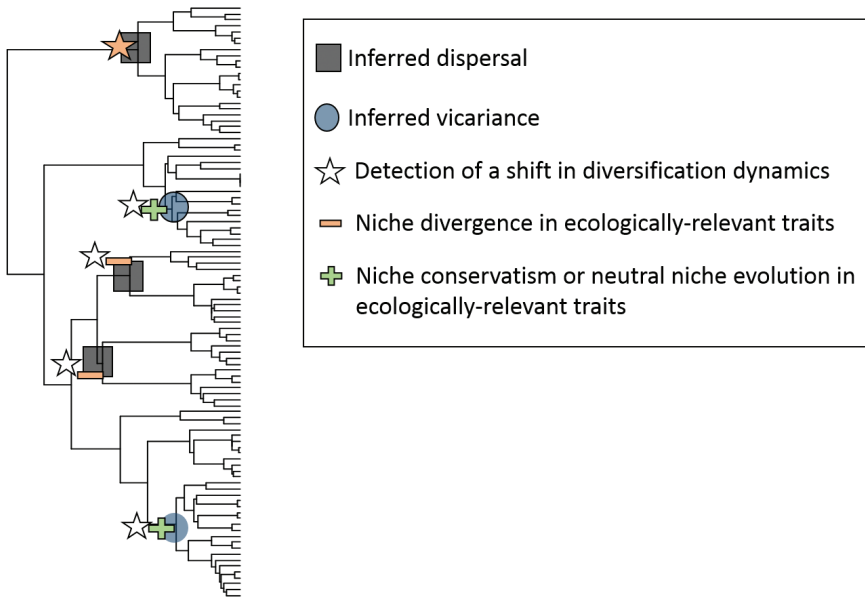 Inferred dispersal
Inferred vicariance
Detection of a shift in diversification dynamics
Niche divergence in ecologically-relevant traits
Niche conservatism or neutral niche evolution in
ecologically-relevant traits